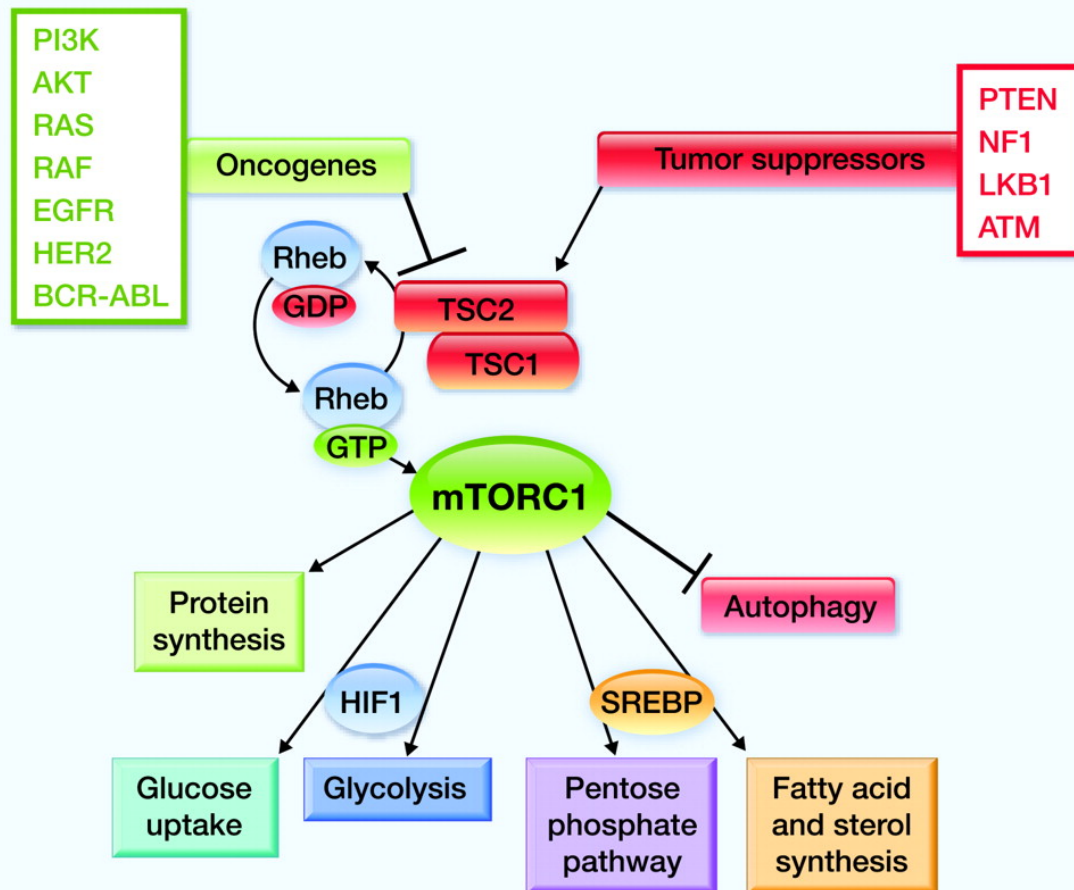 PI3K
AKT
RAS
RAF
EGFR
HER2
BCR-ABL
Oncogenes
Tumor suppressors
PTEN
NF1
LKB1
ATM
Rheb
GDP
TSC2
TSC1
Rheb
GTP
mTORC1
Protein
synthesis
Autophagy
HIF1
SREBP
Glucose
uptake
Glycolysis
Pentose
phosphate
pathway
Fatty acid
and sterol
synthesis